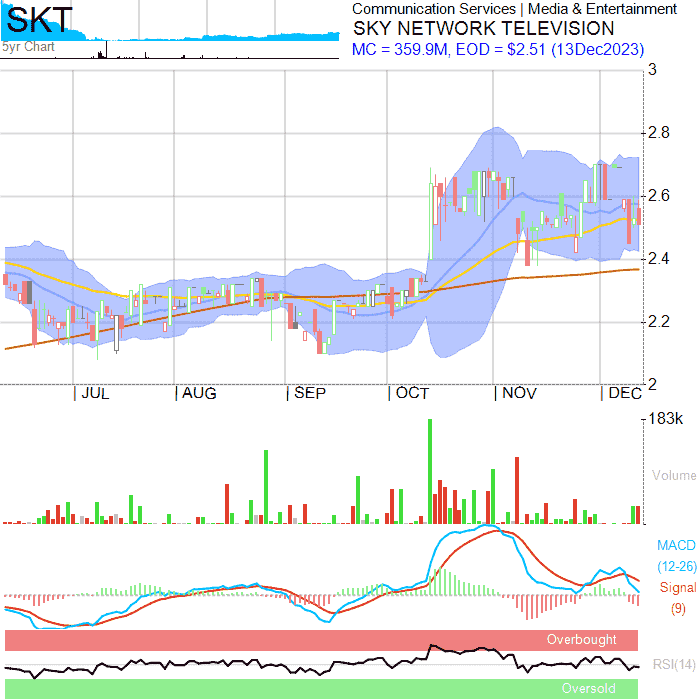 SKT
5yr Chart
Communication Services | Media & Entertainment
SKY NETWORK TELEVISION
MC = 359.9M, EOD = $2.51 (13Dec2023)
3
2.8
2.6
2.4
2.2
2
JUL AUG SEP OCT NOV DEC
183k
Volume
MACD
(12-26)
Signal
(9)
Overbought
RSI(14)
Oversold